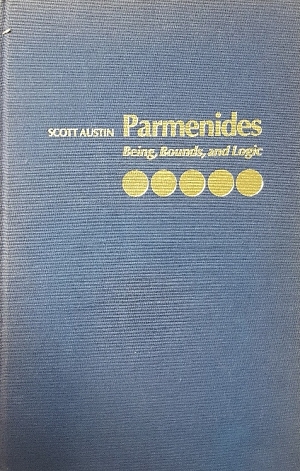 SCOTT AUSTIN Parmenides
Being, Bounds, and Logic